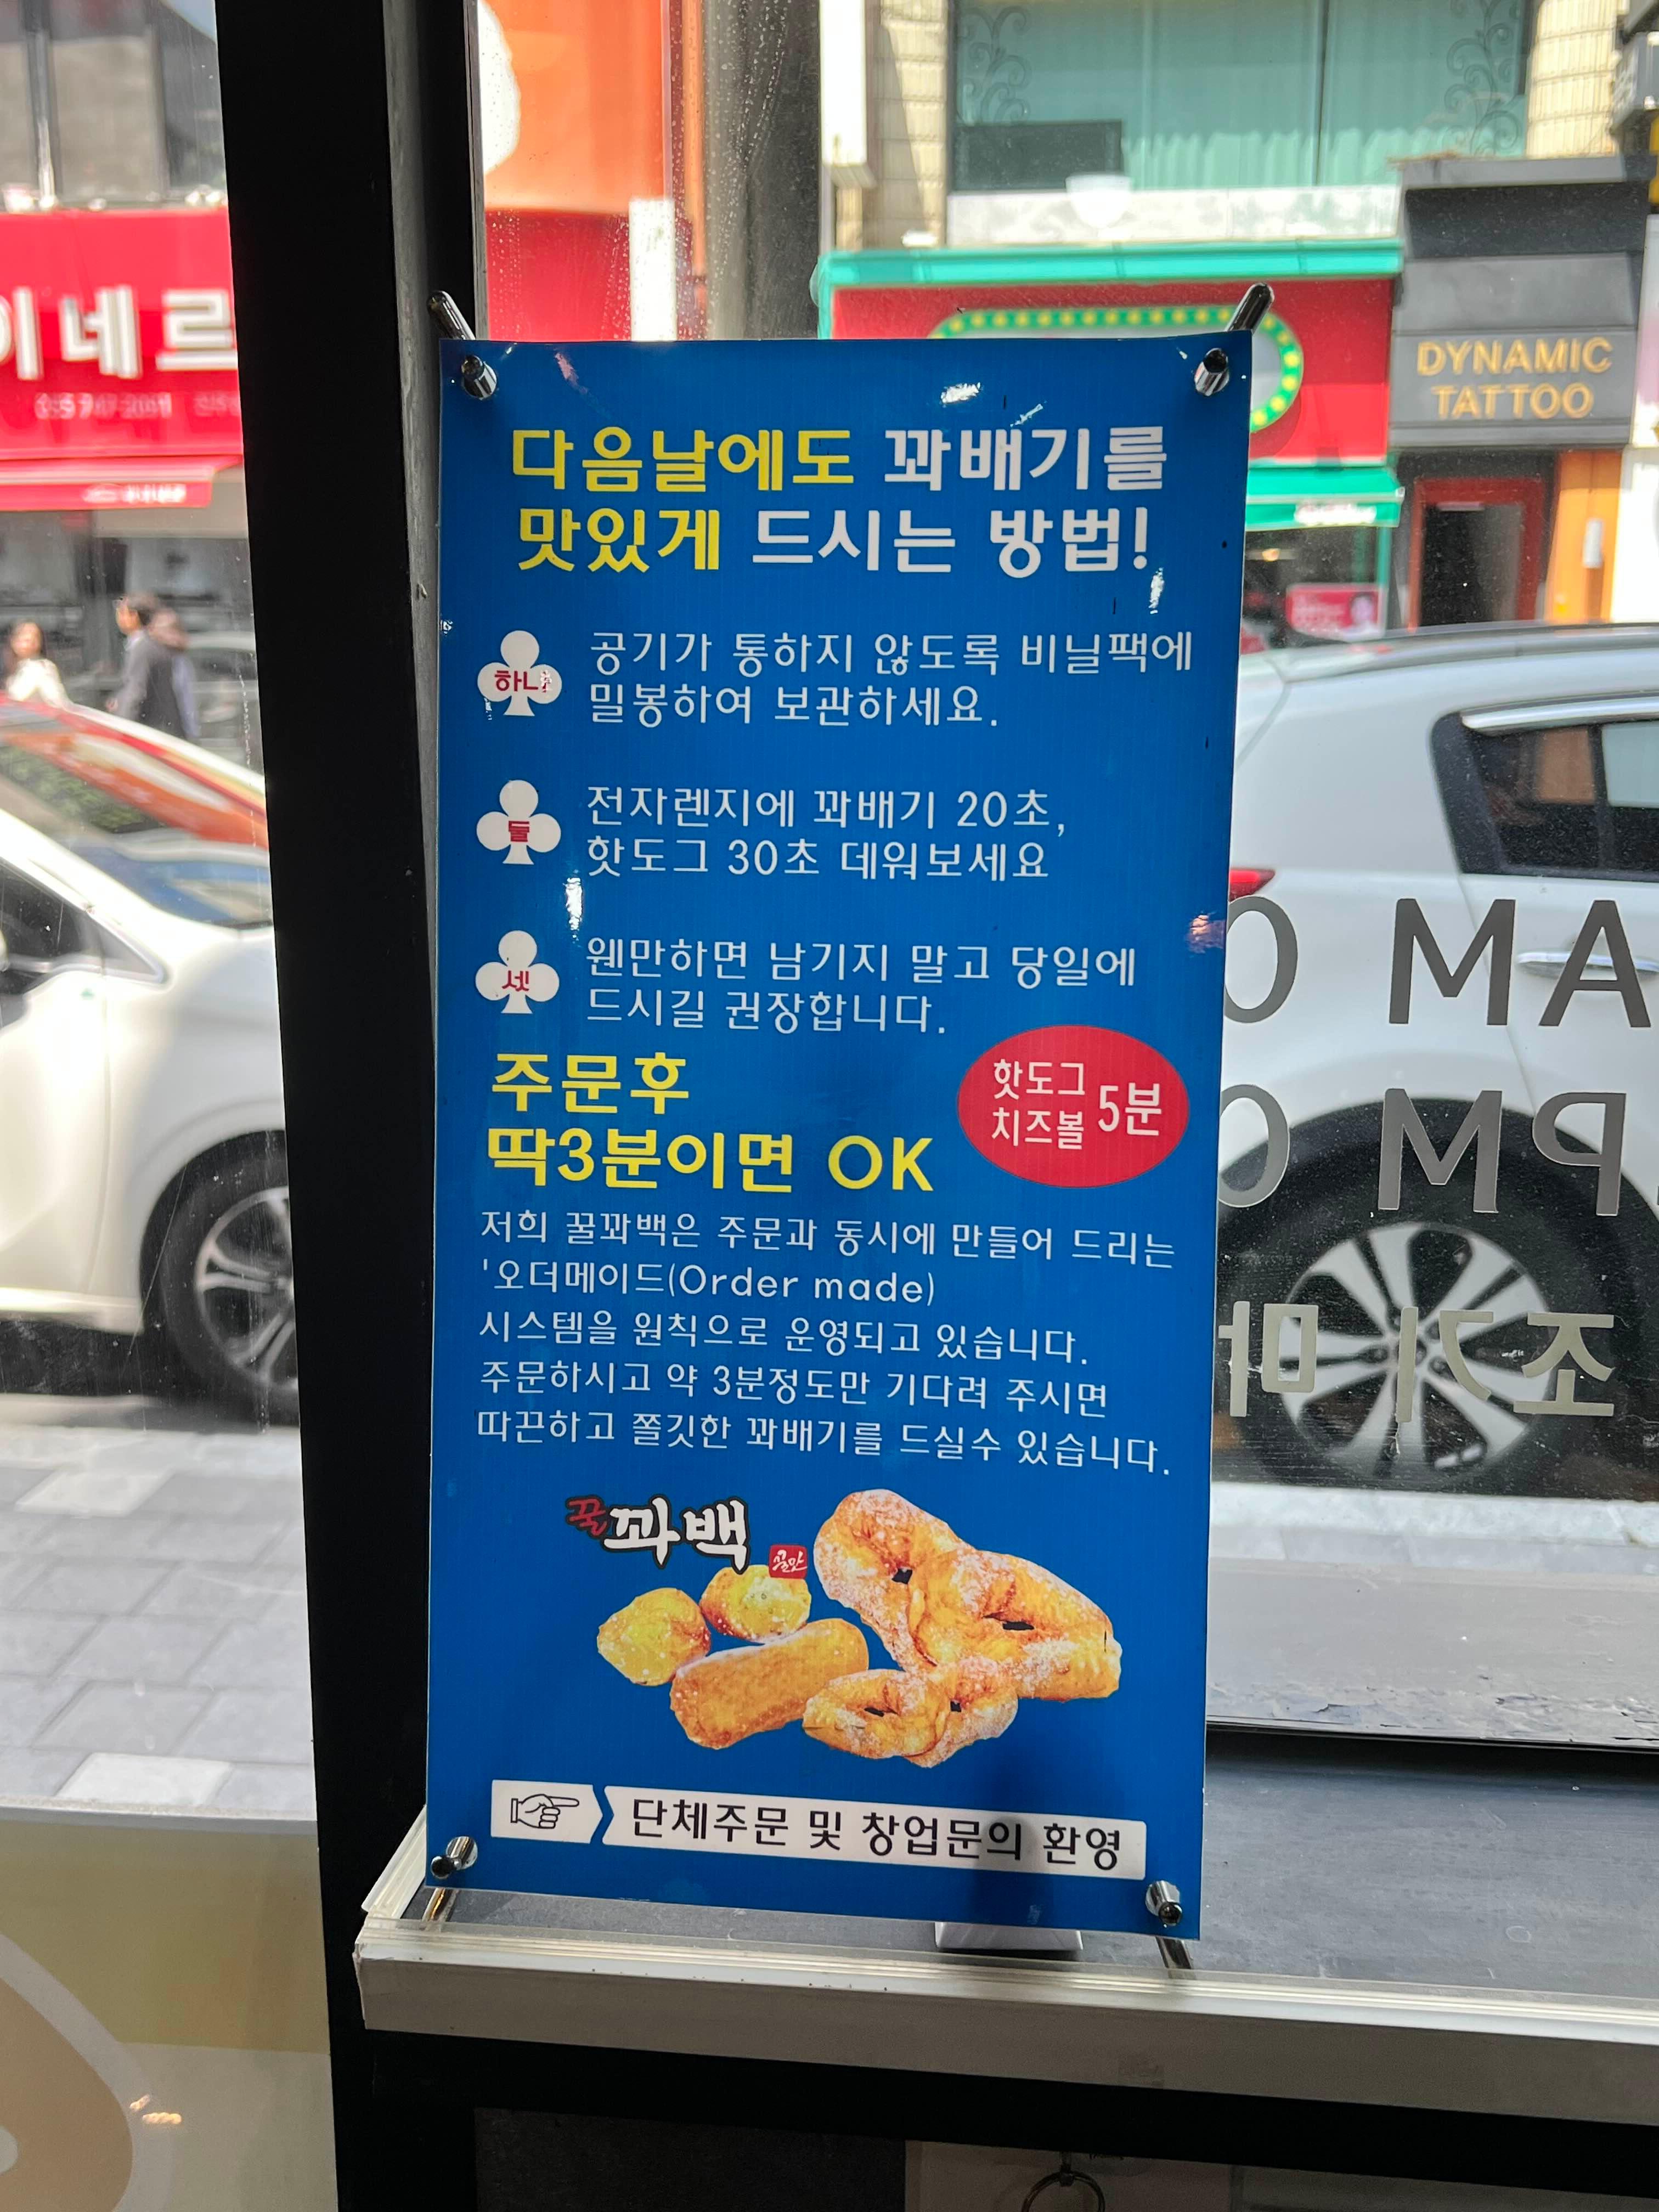 다음날에도 꽈배기를
맛있게 드시는 방법!
하나
공기가 통하지 않도록 비닐팩에
밀봉하여 보관하세요.
둘
전자렌지에 꽈배기 20초,
핫도그 30초 데워보세요
셋
웬만하면 남기지 말고 당일에
드시길 권장합니다.
주문후
딱3분이면 OK
핫도그
치즈볼 5분
저희 꿀꽈백은 주문과 동시에 만들어 드리는
'오더메이드(Order made)
시스템을 원칙으로 운영되고 있습니다.
주문하시고 약 3분정도만 기다려 주시면
따끈하고 쫄깃한 꽈배기를 드실수 있습니다.
꿀꽈백
꿀맛
단체주문 및 창업문의 환영
이네르
DYNAMIC
TATTOO
AM
PM
조기 마